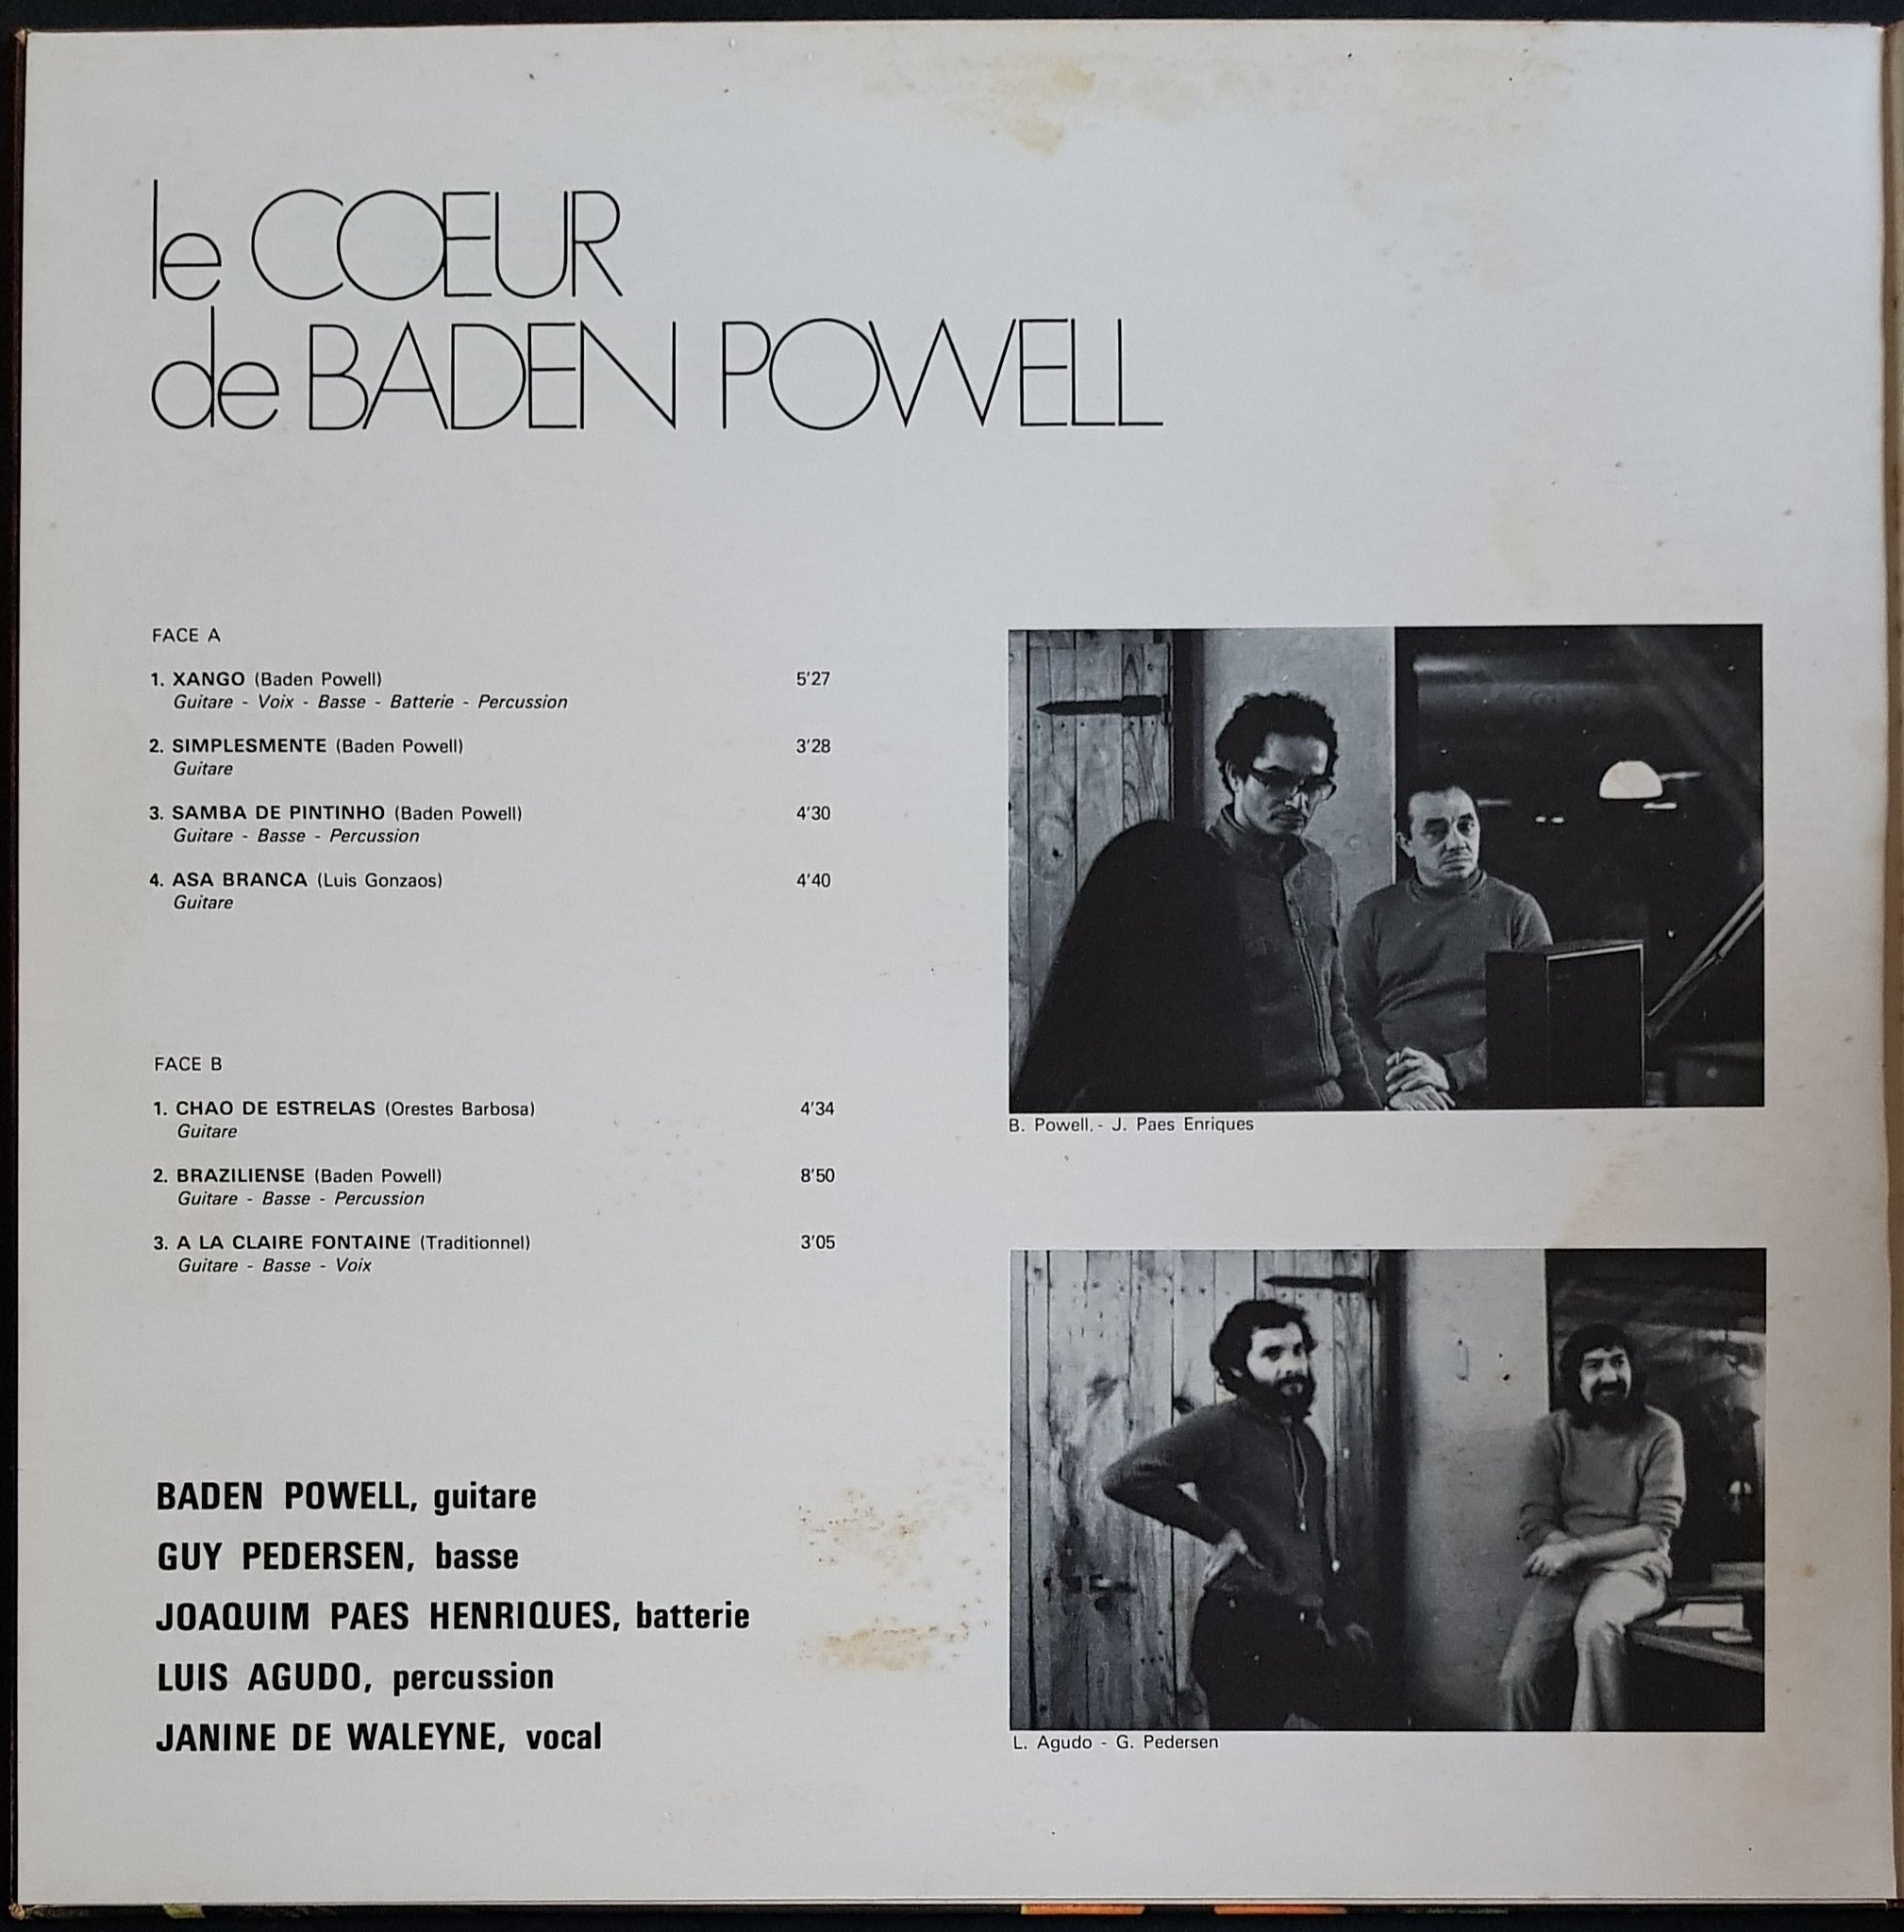 le CŒUR
de BADEN POWELL
FACE A
1. XANGO (Baden Powell) 5'27
Guitare - Voix - Basse - Batterie - Percussion
2. SIMPLESMENTE (Baden Powell) 3'28
Guitare
3. SAMBA DE PINTINHO (Baden Powell) 4'30
Guitare - Basse - Percussion
4. ASA BRANCA (Luis Gonzaos) 4'40
Guitare
FACE B
1. CHAO DE ESTRELAS (Orestes Barbosa) 4'34
Guitare
2. BRAZILIENSE (Baden Powell) 8'50
Guitare - Basse - Percussion
3. A LA CLAIRE FONTAINE (Traditionnel) 3'05
Guitare - Basse - Voix
BADEN POWELL, guitare
GUY PEDERSEN, basse
JOAQUIM PAES HENRIQUES, batterie
LUIS AGUDO, percussion
JANINE DE WALEYNE, vocal
B. Powell. - J. Paes Enriques
L. Agudo - G. Pedersen